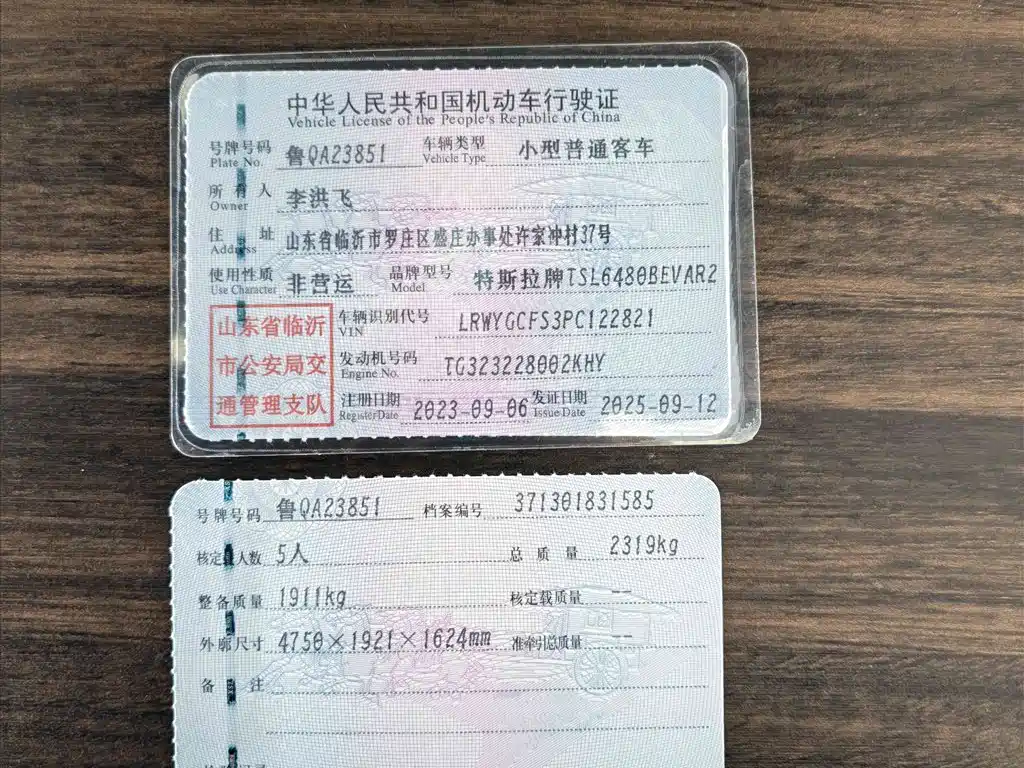 中华人民共和国机动车行驶证
Vehicle License of the People's Republic of China
号牌号码 鲁QA23851 车辆类型 小型普通客车
Plate No. Vehicle Type
所有人 李洪飞
Owner
住址 山东省临沂市罗庄区盛庄办事处许家冲村37号
Address
使用性质 非营运 品牌型号 特斯拉牌TSL6480BEVAR2
Use Character Model
山东省临沂 车辆识别代号 LRWYGCFS3PC122821
VIN
市公安局交 发动机号码 TG323228002KHY
Engine No.
通管理支队 注册日期 2023-09-06 发证日期 2025-09-12
Register Date Issue Date
号牌号码 鲁QA23851 档案编号 371301831585
核定载人数 5人 总质量 2319kg
整备质量 1911kg 核定载质量 --
外廓尺寸 4750×1921×1624mm 准牵引总质量 --
备注